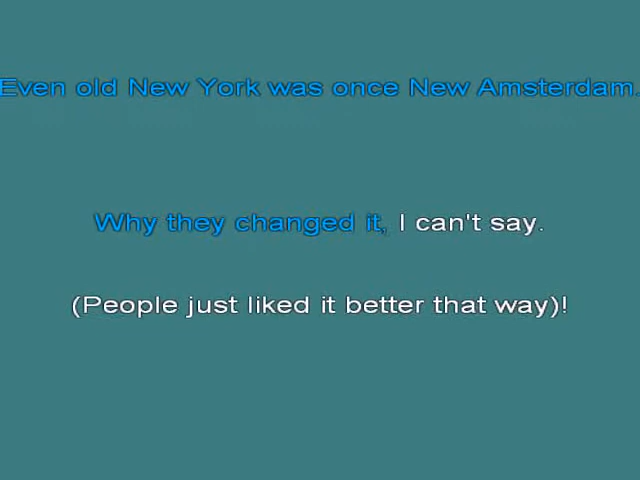 Even old New York was once New Amsterdam.
Why they changed it, I can't say.
(People just liked it better that way)!